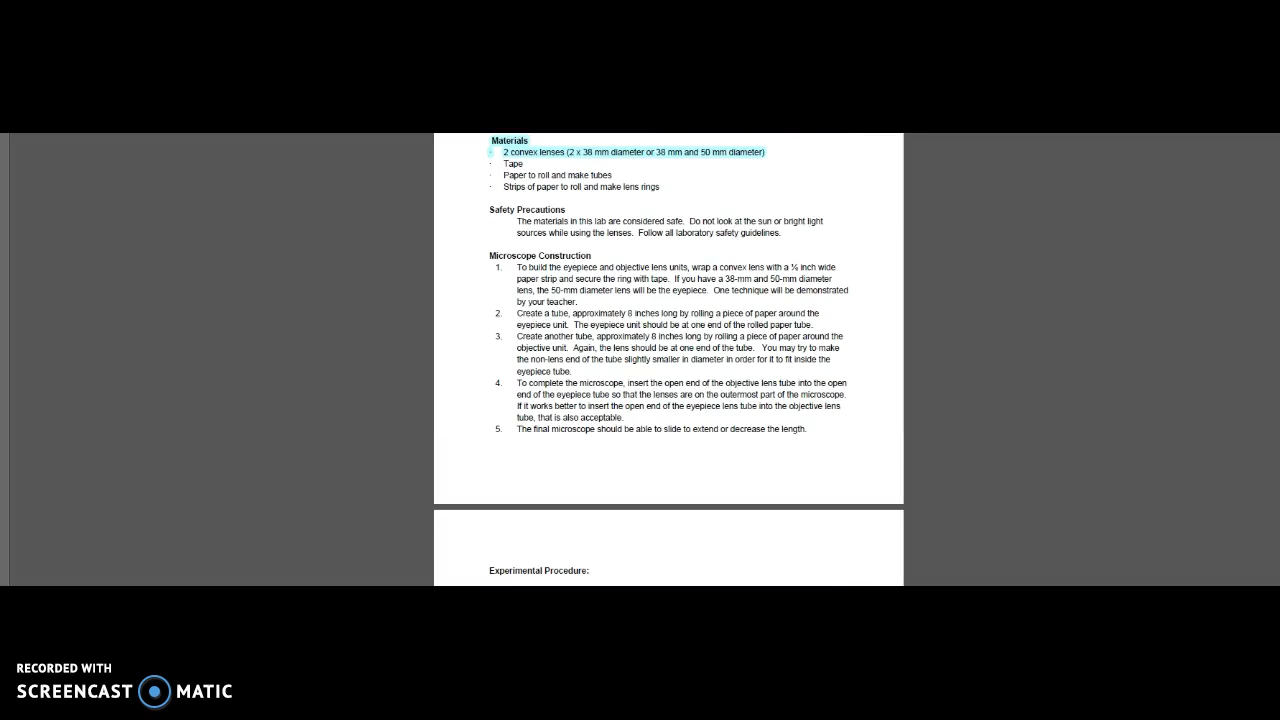 Materials
· 2 convex lenses (2 x 38 mm diameter or 38 mm and 50 mm diameter)
· Tape
· Paper to roll and make tubes
· Strips of paper to roll and make lens rings
Safety Precautions
The materials in this lab are considered safe. Do not look at the sun or bright light
sources while using the lenses. Follow all laboratory safety guidelines.
Microscope Construction
1. To build the eyepiece and objective lens units, wrap a convex lens with a inch wide
paper strip and secure the ring with tape. If you have a 38-mm and 50-mm diameter
lens, the 50-mm diameter lens will be the eyepiece. One technique will be demonstrated
by your teacher.
2. Create a tube, approximately 8 inches long by rolling a piece of paper around the
eyepiece unit. The eyepiece unit should be at one end of the rolled paper tube.
3. Create another tube, approximately 8 inches long by rolling a piece of paper around the
objective unit. Again, the lens should be at one end of the tube. You may try to make
the non-lens end of the tube slightly smaller in diameter in order for it to fit inside the
eyepiece tube.
4. To complete the microscope, insert the open end of the objective lens tube into the open
end of the eyepiece tube so that the lenses are on the outermost part of the microscope.
If it works better to insert the open end of the eyepiece lens tube into the objective lens
tube, that is also acceptable.
5. The final microscope should be able to slide to extend or decrease the length.
Experimental Procedure:
RECORDED WITH
SCREENCAST MATIC